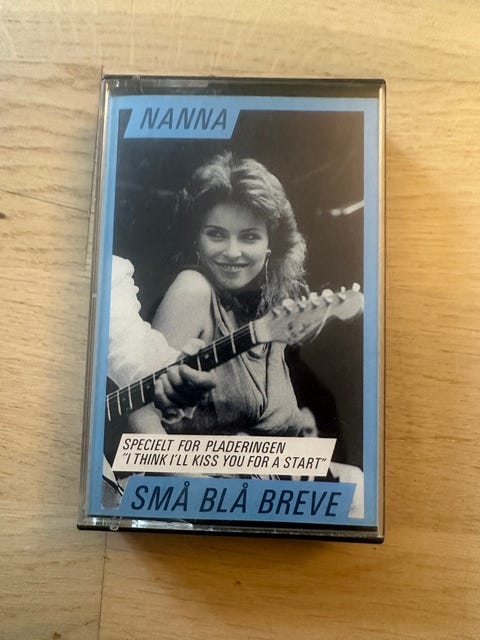 NANNA
SPECIELT FOR PLADERINGEN
"I THINK I'LL KISS YOU FOR A START"
SMÅ BLÅ BREVE